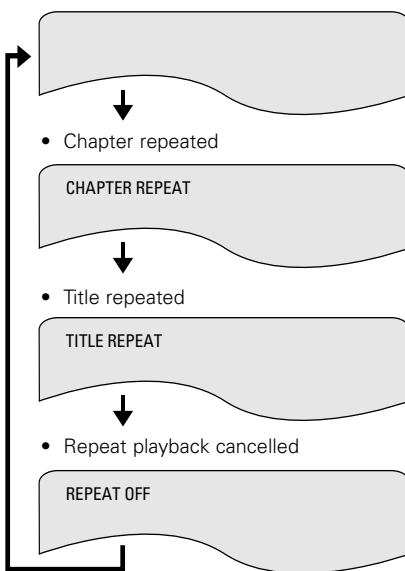 • Chapter repeated
CHAPTER REPEAT
• Title repeated
TITLE REPEAT
• Repeat playback cancelled
REPEAT OFF